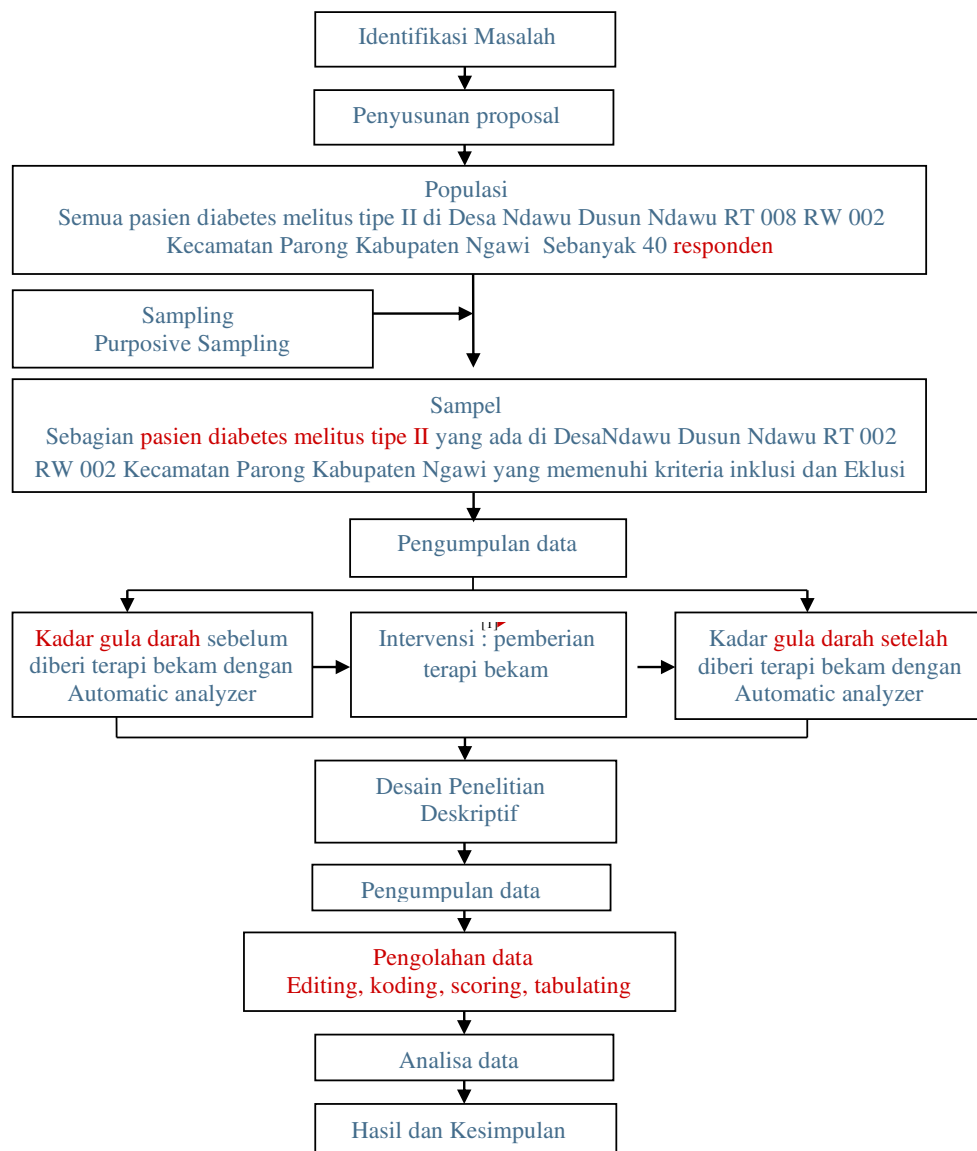 Identifikasi Masalah
Penyusunan proposal
Populasi
Semua pasien diabetes melitus tipe II di Desa Ndawu Dusun Ndawu RT 008 RW 002
Kecamatan Parong Kabupaten Ngawi Sebanyak 40 responden
Sampling
Purposive Sampling
Sampel
Sebagian pasien diabetes melitus tipe II yang ada di DesaNdawu Dusun Ndawu RT 002
RW 002 Kecamatan Parong Kabupaten Ngawi yang memenuhi kriteria inklusi dan Eklusi
Pengumpulan data
Kadar gula darah sebelum
diberi terapi bekam dengan
Automatic analyzer
[1]
Intervensi : pemberian
terapi bekam
Kadar gula darah setelah
diberi terapi bekam dengan
Automatic analyzer
Desain Penelitian
Deskriptif
Pengumpulan data
Pengolahan data
Editing, koding, scoring, tabulating
Analisa data
Hasil dan Kesimpulan